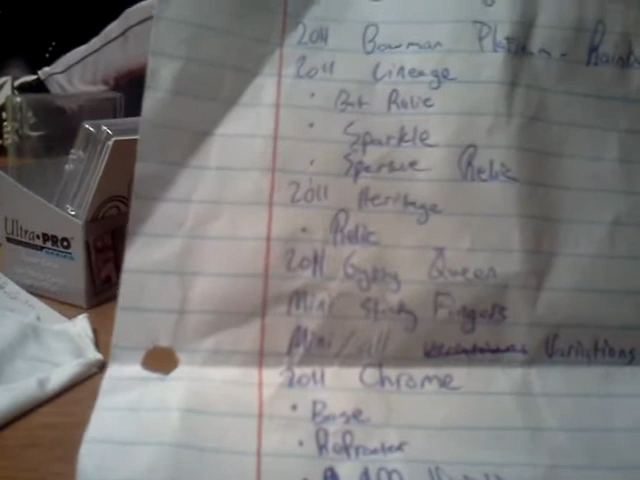 2011 Bowman Platinum - Rainbo
2011 Lineage
• Bat Relic
• Sparkle
• Sparkle Relic
2011 Heritage
• Relic
2011 Gypsy Queen
Mini Sticky Fingers
Mini/all Variations
2011 Chrome
• Base
• Refractor
Ultra•PRO